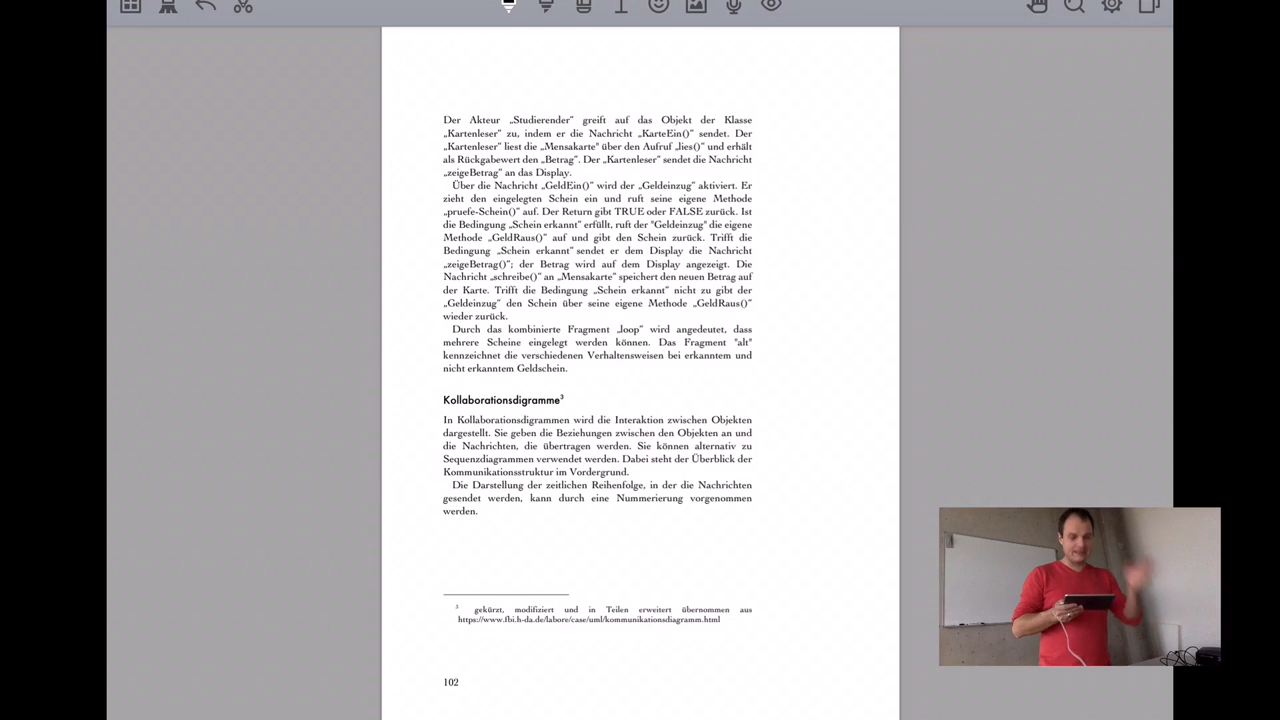 Der Akteur „Studierender“ greift auf das Objekt der Klasse
„Kartenleser“ zu, indem er die Nachricht „KarteEin()“ sendet. Der
„Kartenleser“ liest die „Mensakarte" über den Aufruf „lies()“ und erhält
als Rückgabewert den „Betrag“. Der „Kartenleser“ sendet die Nachricht
„zeigeBetrag“ an das Display.
Über die Nachricht „GeldEin()“ wird der „Geldeinzug“ aktiviert. Er
zieht den eingelegten Schein ein und ruft seine eigene Methode
„pruefe-Schein()“ auf. Der Return gibt TRUE oder FALSE zurück. Ist
die Bedingung „Schein erkannt“ erfüllt, ruft der "Geldeinzug" die eigene
Methode „GeldRaus()“ auf und gibt den Schein zurück. Trifft die
Bedingung „Schein erkannt“ sendet er dem Display die Nachricht
„zeigeBetrag()“; der Betrag wird auf dem Display angezeigt. Die
Nachricht „schreibe()“ an „Mensakarte“ speichert den neuen Betrag auf
der Karte. Trifft die Bedingung „Schein erkannt“ nicht zu gibt der
„Geldeinzug“ den Schein über seine eigene Methode „GeldRaus()“
wieder zurück.
Durch das kombinierte Fragment „loop“ wird angedeutet, dass
mehrere Scheine eingelegt werden können. Das Fragment "alt"
kennzeichnet die verschiedenen Verhaltensweisen bei erkanntem und
nicht erkanntem Geldschein.
Kollaborationsdigramme³
In Kollaborationsdigrammen wird die Interaktion zwischen Objekten
dargestellt. Sie geben die Beziehungen zwischen den Objekten an und
die Nachrichten, die übertragen werden. Sie können alternativ zu
Sequenzdiagrammen verwendet werden. Dabei steht der Überblick der
Kommunikationsstruktur im Vordergrund.
Die Darstellung der zeitlichen Reihenfolge, in der die Nachrichten
gesendet werden, kann durch eine Nummerierung vorgenommen
werden.
³ gekürzt, modifiziert und in Teilen erweitert übernommen aus
https://www.fbi.h-da.de/labore/case/uml/kommunikationsdiagramm.html
102